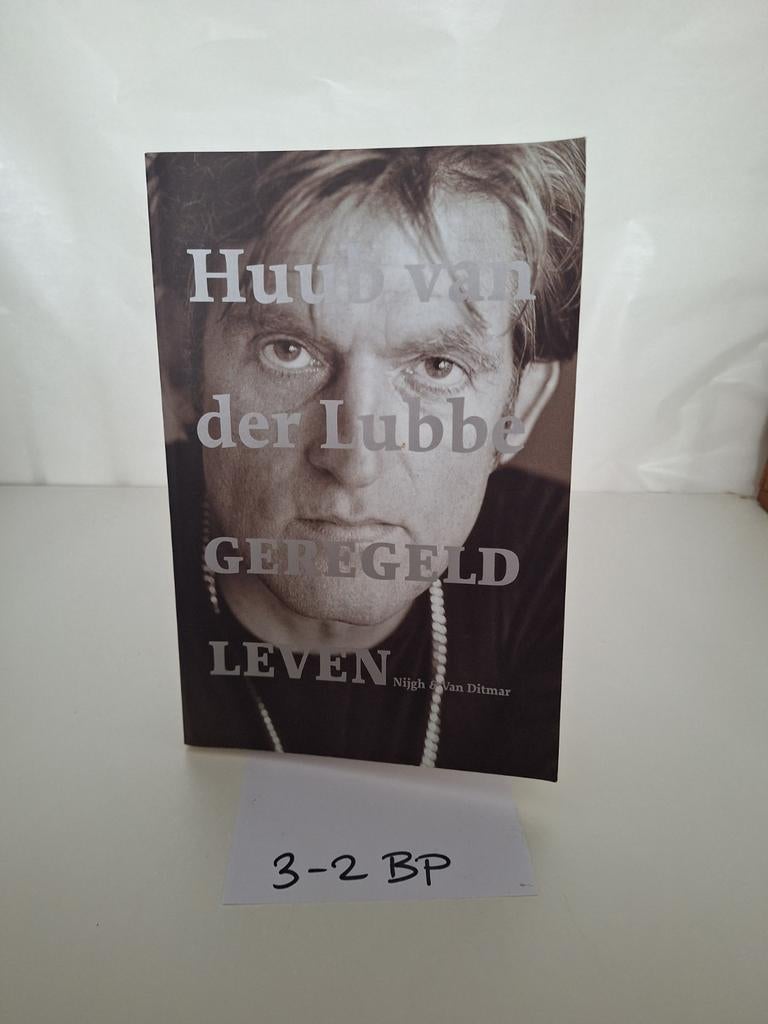 Huub van
der Lubbe
GEREGELD
LEVEN
Nijgh & Van Ditmar
3-2 BP